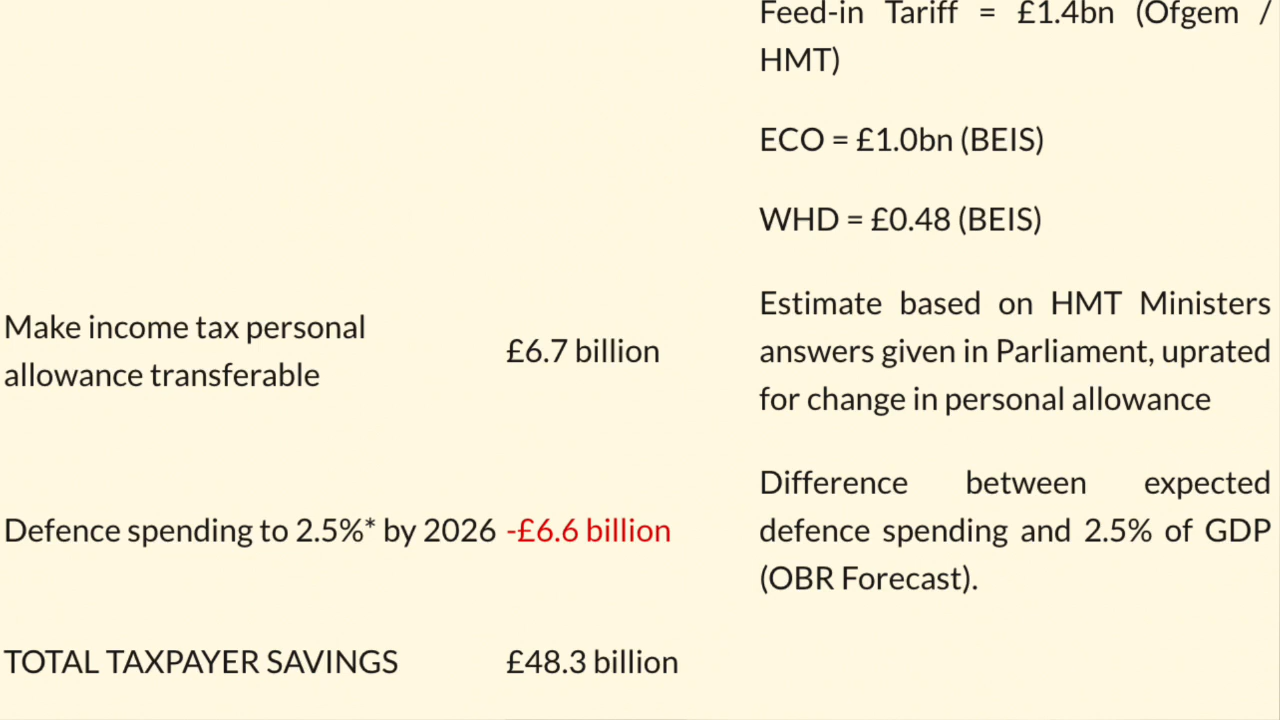 Feed-in Tariff = £1.4bn (Ofgem /
HMT)
ECO = £1.0bn (BEIS)
WHD = £0.48 (BEIS)
Make income tax personal
allowance transferable
£6.7 billion
Estimate based on HMT Ministers
answers given in Parliament, uprated
for change in personal allowance
Defence spending to 2.5%* by 2026
-£6.6 billion
Difference between expected
defence spending and 2.5% of GDP
(OBR Forecast).
TOTAL TAXPAYER SAVINGS
£48.3 billion